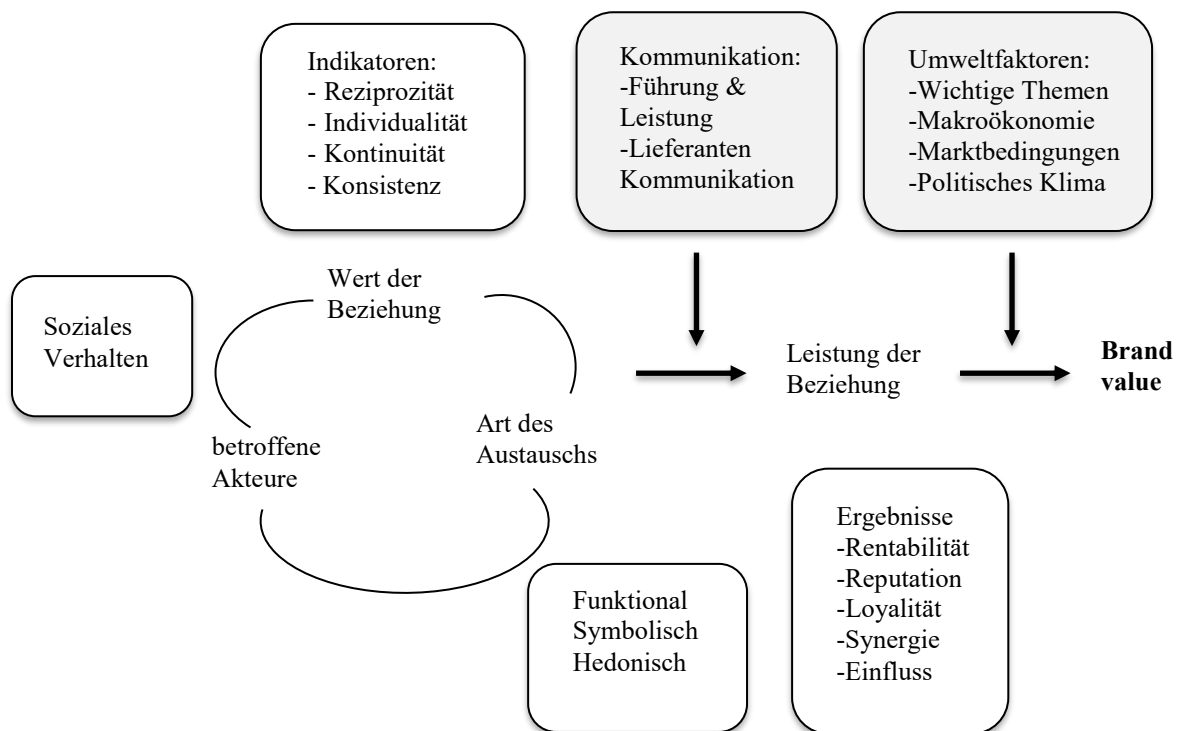 Indikatoren:
- Reziprozität
- Individualität
- Kontinuität
- Konsistenz
Kommunikation:
-Führung &
Leistung
-Lieferanten
Kommunikation
Umweltfaktoren:
-Wichtige Themen
-Makroökonomie
-Marktbedingungen
-Politisches Klima
Soziales
Verhalten
Wert der
Beziehung
betroffene
Akteure
Art des
Austauschs
Leistung der
Beziehung
Brand
value
Funktional
Symbolisch
Hedonisch
Ergebnisse
-Rentabilität
-Reputation
-Loyalität
-Synergie
-Einfluss